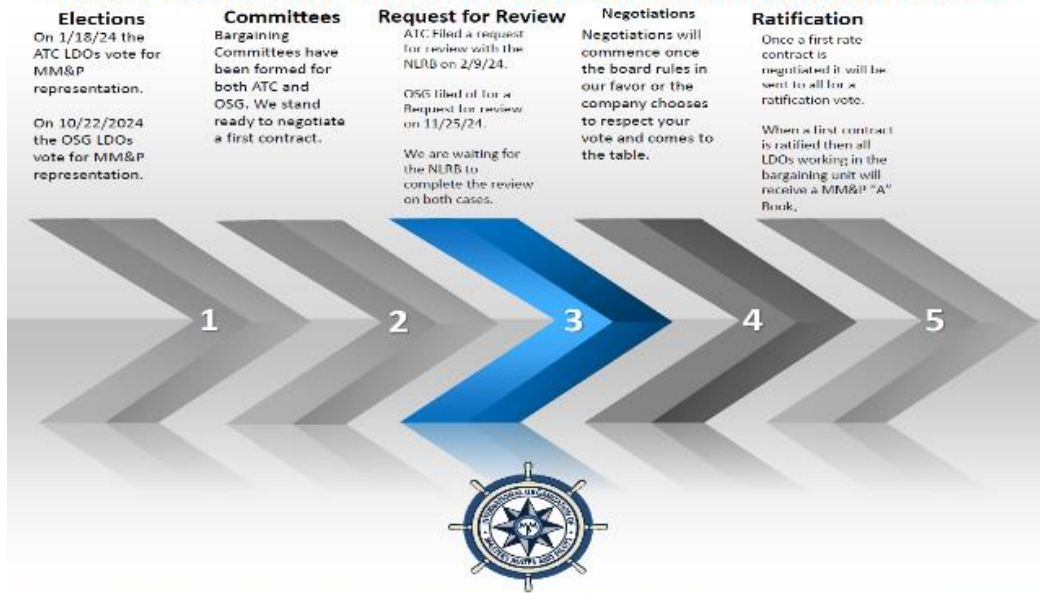 Elections
On 1/18/24 the
ATC LDOs vote for
MM&P
representation.
On 10/22/2024
the OSG LDOs
vote for MM&P
representation.
Committees
Bargaining
Committees have
been formed for
both ATC and
OSG. We stand
ready to negotiate
a first contract.
Request for Review
ATC Filed a request
for review with the
NLRB on 2/9/24.
OSG filed of for a
Request for review
on 11/25/24.
We are waiting for
the NLRB to
complete the review
on both cases.
Negotiations
Negotiations will
commence once
the board rules in
our favor or the
company chooses
to respect your
vote and comes to
the table.
Ratification
Once a first rate
contract is
negotiated it will be
sent to all for a
ratification vote.
When a first contract
is ratified then all
LDOs working in the
bargaining unit will
receive a MM&P "A"
Book.
1
2
3
4
5
INTERNATIONAL ORGANIZATION OF
MASTERS MATES AND PILOTS